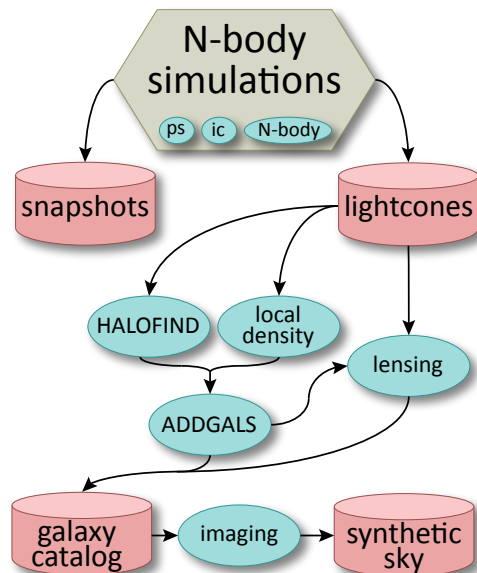 N-body
simulations
ps ic N-body
snapshots
lightcones
HALOFIND
local
density
lensing
ADDGALS
galaxy
catalog
imaging
synthetic
sky